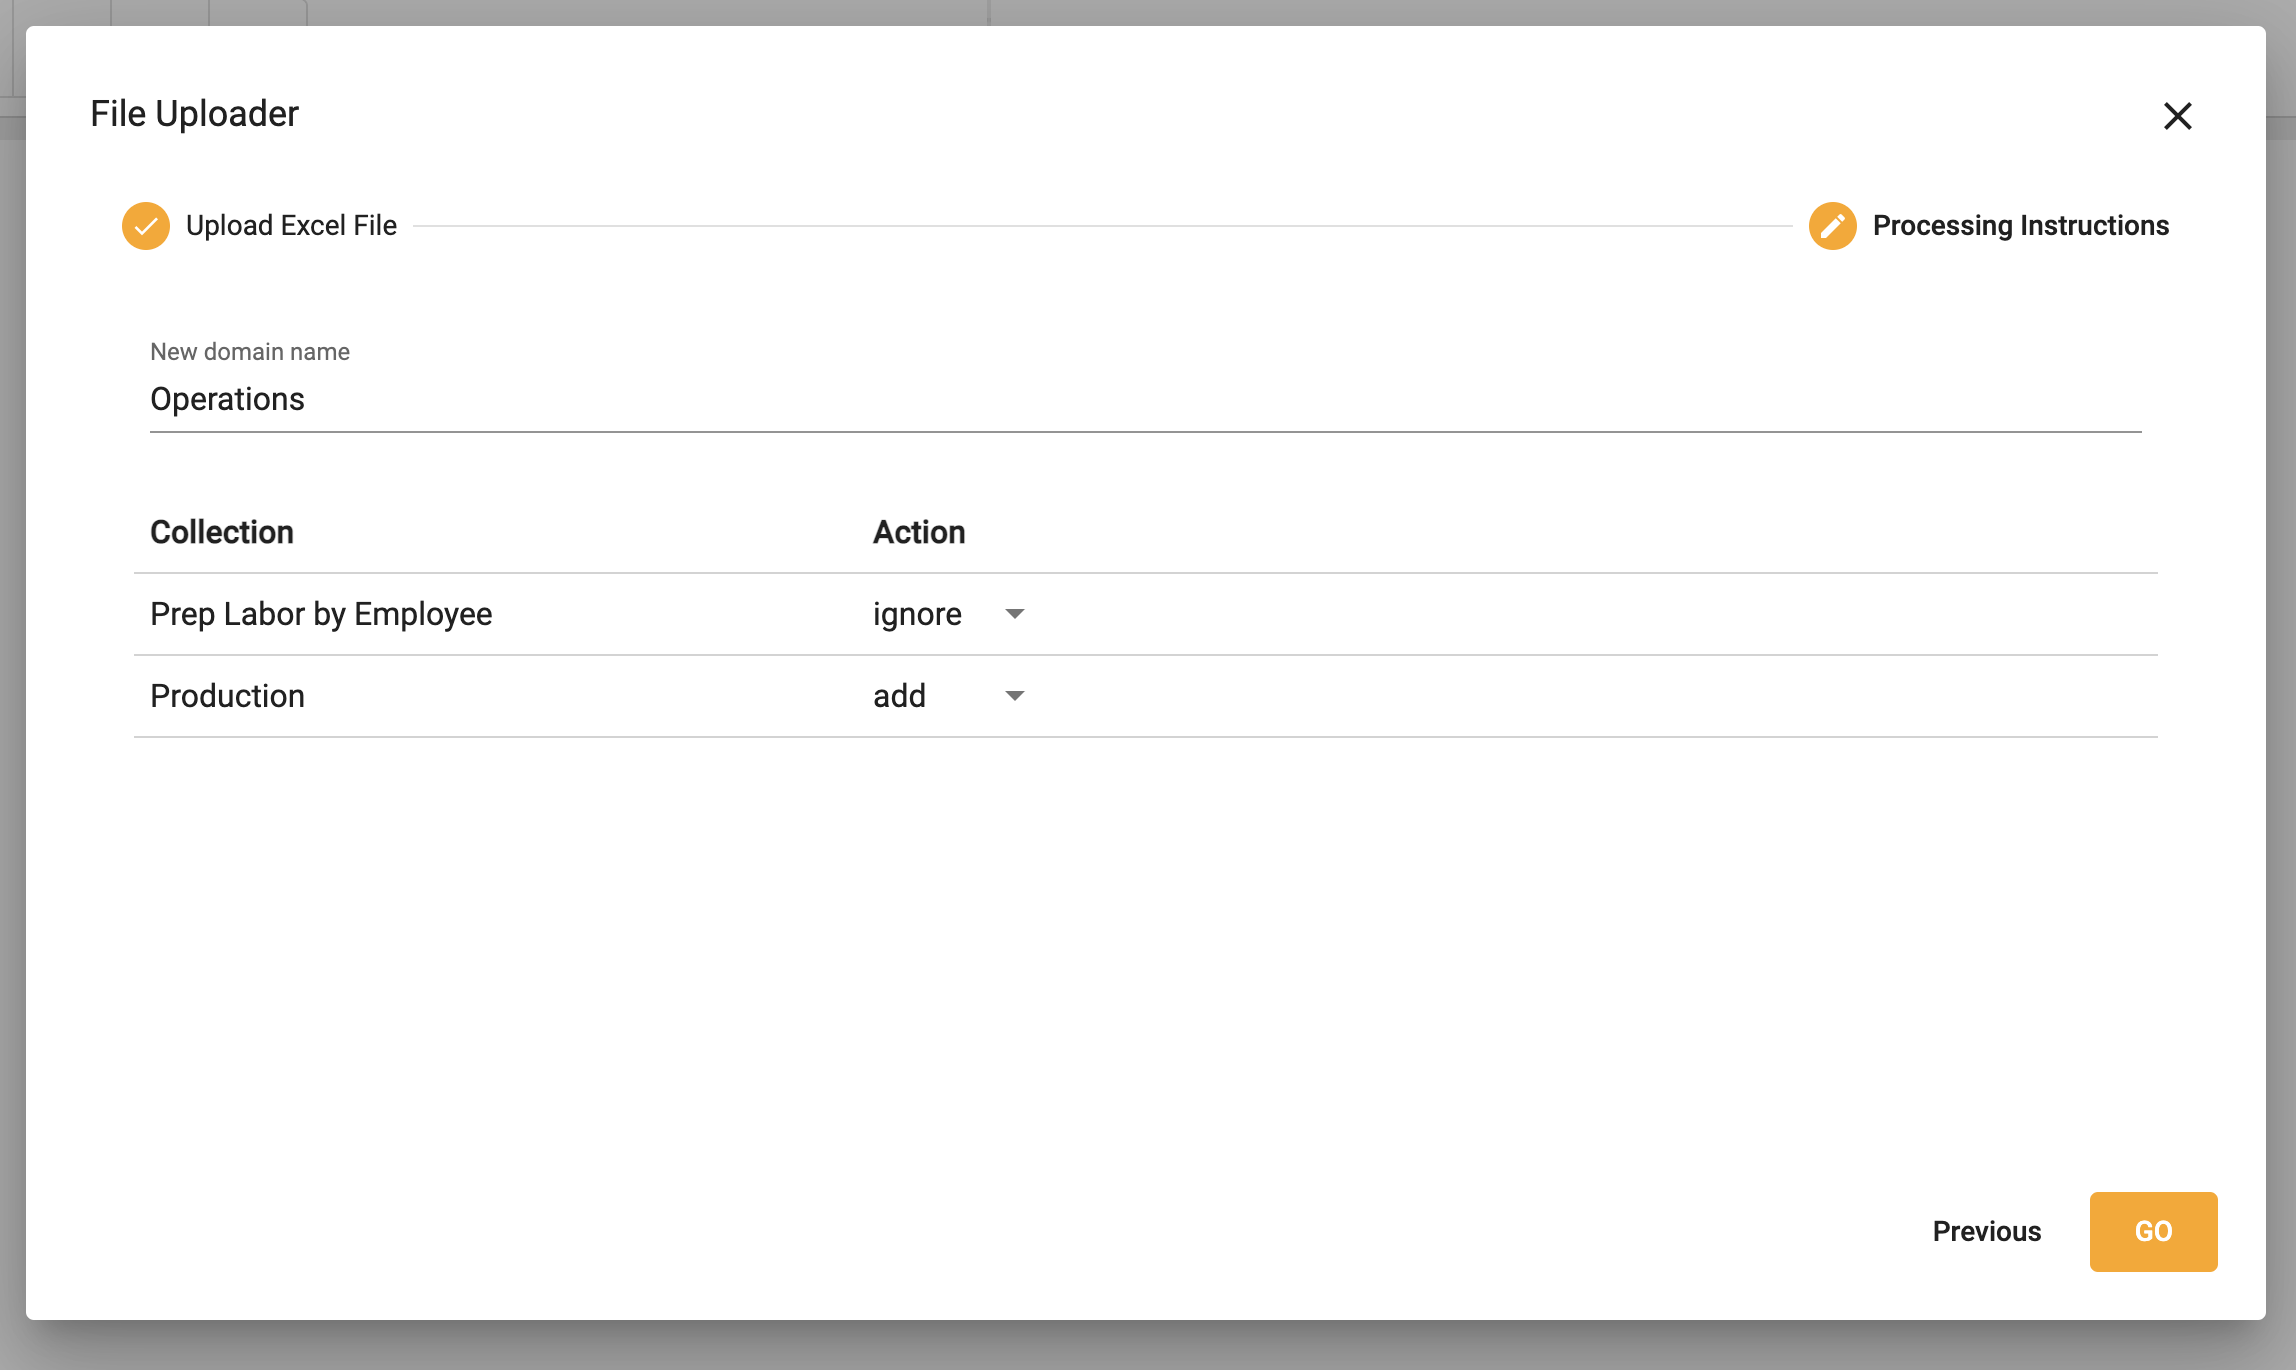 File Uploader
Upload Excel File
Processing Instructions
New domain name
Operations
Collection Action
Prep Labor by Employee ignore
Production add
Previous GO